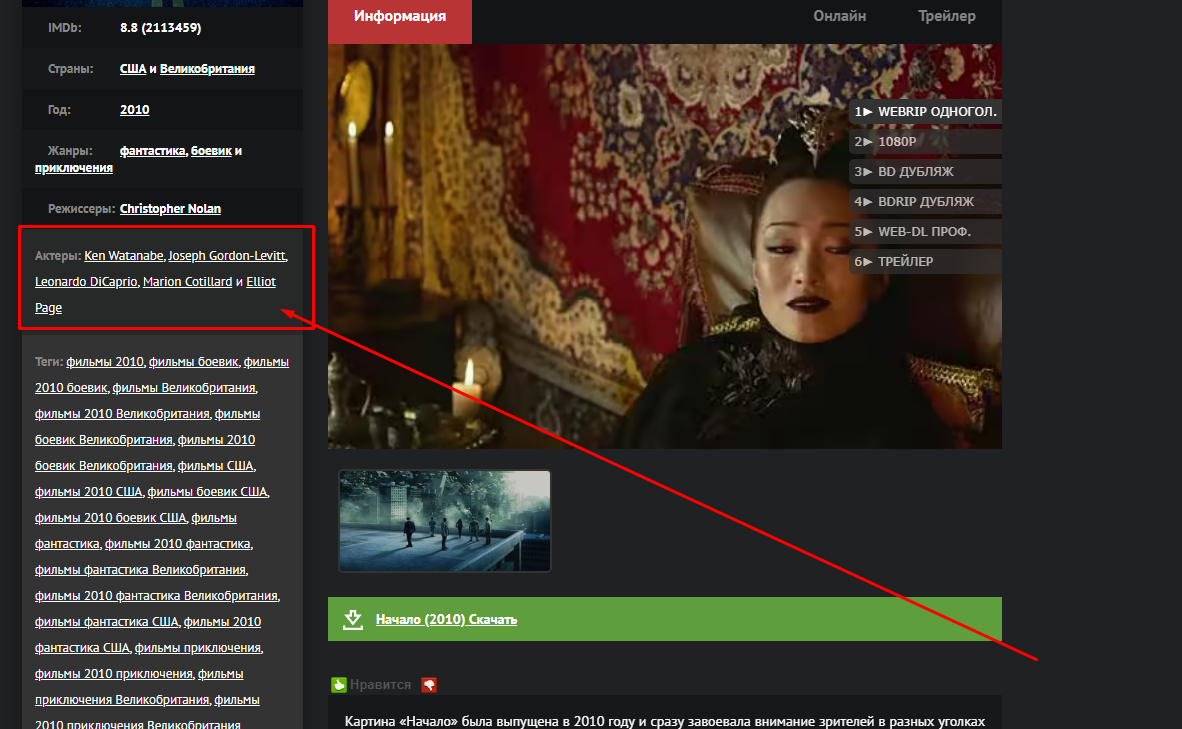 IMDb: 8.8 (2113459)
Страны: США и Великобритания
Год: 2010
Жанры: фантастика, боевик и
приключения
Режиссеры: Christopher Nolan
Актеры: Ken Watanabe, Joseph Gordon-Levitt,
Leonardo DiCaprio, Marion Cotillard и Elliot
Page
Теги: фильмы 2010, фильмы боевик, фильмы
2010 боевик, фильмы Великобритания,
фильмы 2010 Великобритания, фильмы
боевик Великобритания, фильмы 2010
боевик Великобритания, фильмы США,
фильмы 2010 США, фильмы боевик США,
фильмы 2010 боевик США, фильмы
фантастика, фильмы 2010 фантастика,
фильмы фантастика Великобритания,
фильмы 2010 фантастика Великобритания,
фильмы фантастика США, фильмы 2010
фантастика США, фильмы приключения,
фильмы 2010 приключения, фильмы
приключения Великобритания, фильмы
2010 приключения Великобритания
Информация
Онлайн
Трейлер
1▶ WEBRIP ОДНОГОЛ.
2▶ 1080P
3▶ BD ДУБЛЯЖ
4▶ BDRIP ДУБЛЯЖ
5▶ WEB-DL ПРОФ.
6▶ ТРЕЙЛЕР
Начало (2010) Скачать
Нравится
Картина «Начало» была выпущена в 2010 году и сразу завоевала внимание зрителей в разных уголках